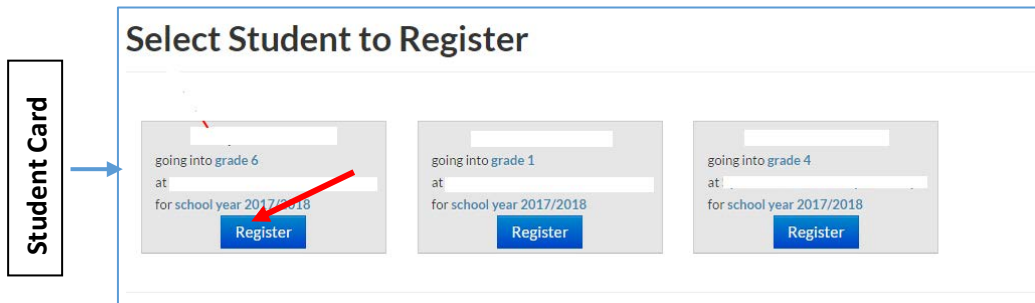 Select Student to Register
Student Card
going into grade 6
at
for school year 2017/2018
Register
going into grade 1
at
for school year 2017/2018
Register
going into grade 4
at
for school year 2017/2018
Register